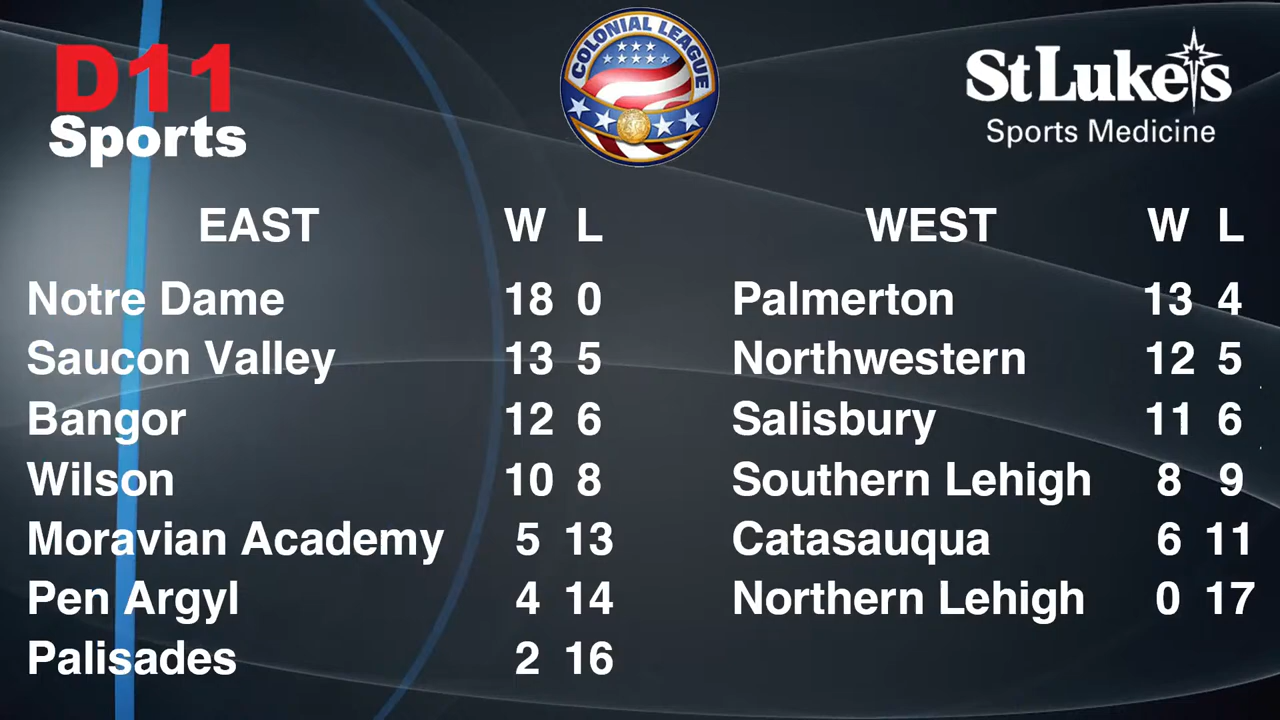 D11
Sports
COLONIAL LEAGUE
St Luke's
Sports Medicine
EAST W L
Notre Dame 18 0
Saucon Valley 13 5
Bangor 12 6
Wilson 10 8
Moravian Academy 5 13
Pen Argyl 4 14
Palisades 2 16
WEST W L
Palmerton 13 4
Northwestern 12 5
Salisbury 11 6
Southern Lehigh 8 9
Catasauqua 6 11
Northern Lehigh 0 17